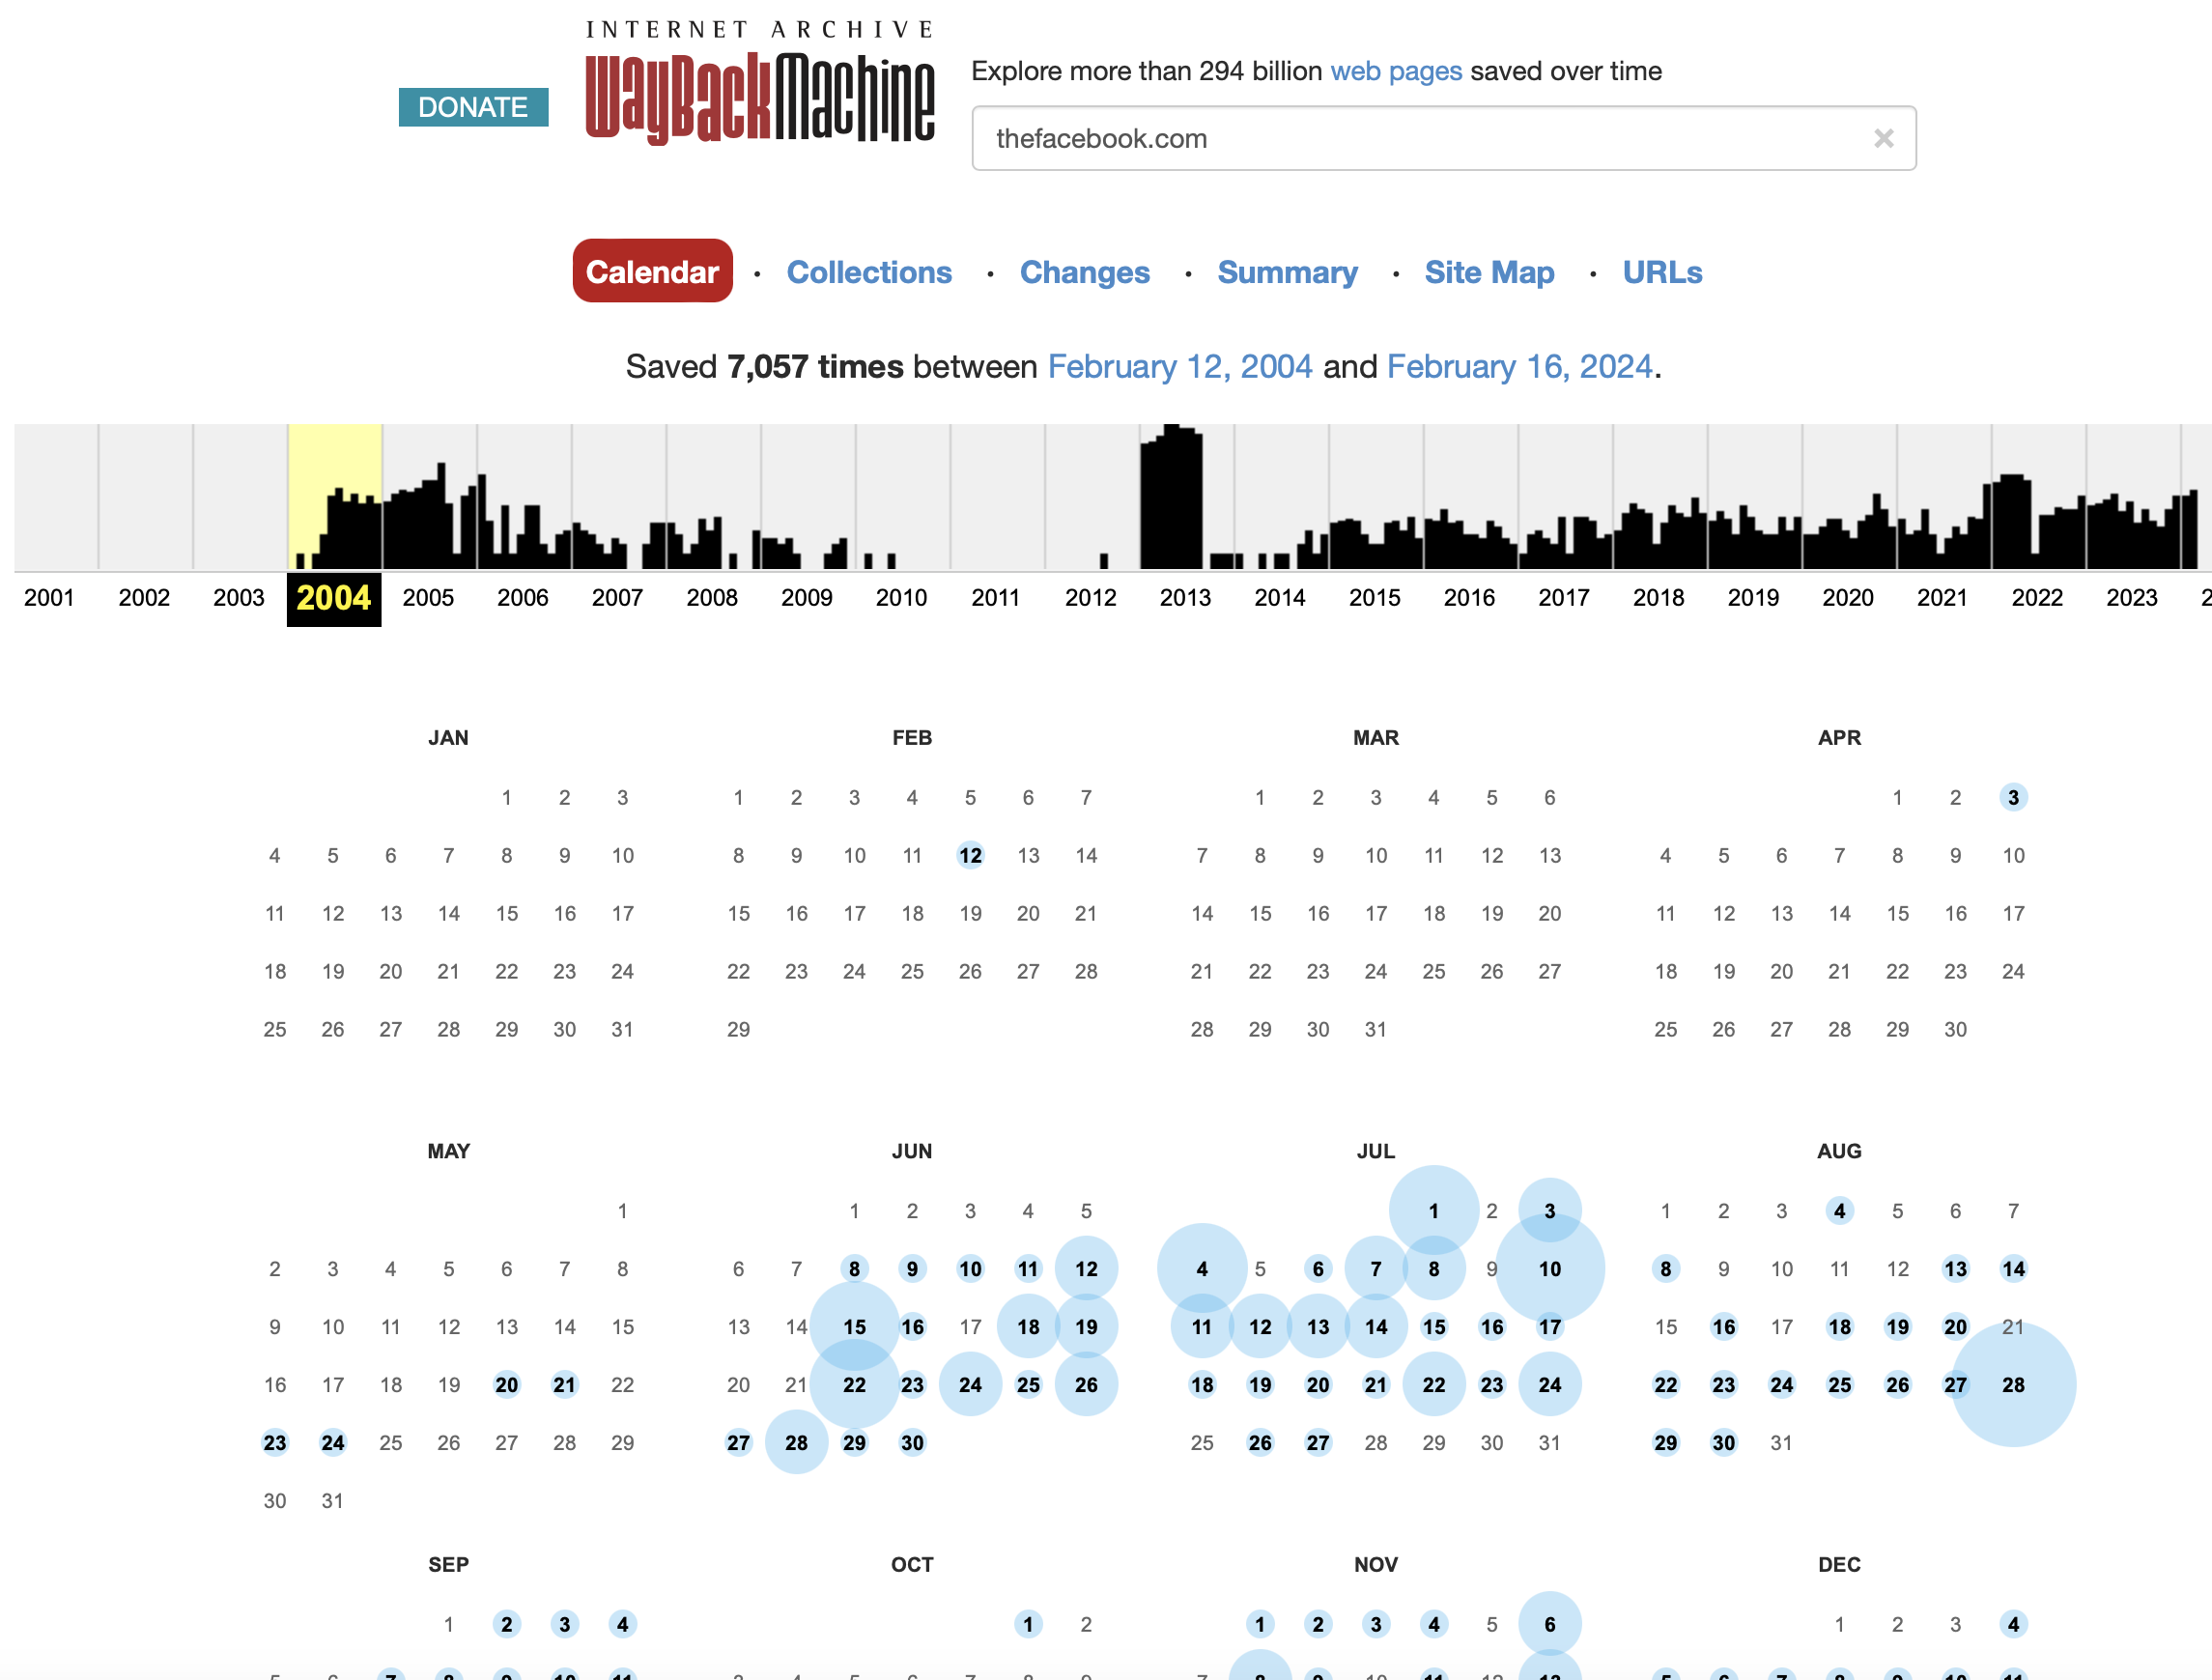 INTERNET ARCHIVE
WayBackMachine
DONATE
Explore more than 294 billion web pages saved over time
thefacebook.com ×
Calendar · Collections · Changes · Summary · Site Map · URLs
Saved 7,057 times between February 12, 2004 and February 16, 2024.
2001 2002 2003 2004 2005 2006 2007 2008 2009 2010 2011 2012 2013 2014 2015 2016 2017 2018 2019 2020 2021 2022 2023 2
JAN FEB MAR APR
1 2 3 1 2 3 4 5 6 7 1 2 3 4 5 6 1 2 3
4 5 6 7 8 9 10 8 9 10 11 12 13 14 7 8 9 10 11 12 13 4 5 6 7 8 9 10
11 12 13 14 15 16 17 15 16 17 18 19 20 21 14 15 16 17 18 19 20 11 12 13 14 15 16 17
18 19 20 21 22 23 24 22 23 24 25 26 27 28 21 22 23 24 25 26 27 18 19 20 21 22 23 24
25 26 27 28 29 30 31 29 28 29 30 31 25 26 27 28 29 30
MAY JUN JUL AUG
1 1 2 3 4 5 1 2 3 1 2 3 4 5 6 7
2 3 4 5 6 7 8 6 7 8 9 10 11 12 4 5 6 7 8 9 10 8 9 10 11 12 13 14
9 10 11 12 13 14 15 13 14 15 16 17 18 19 11 12 13 14 15 16 17 15 16 17 18 19 20 21
16 17 18 19 20 21 22 20 21 22 23 24 25 26 18 19 20 21 22 23 24 22 23 24 25 26 27 28
23 24 25 26 27 28 29 27 28 29 30 25 26 27 28 29 30 31 29 30 31
30 31
SEP OCT NOV DEC
1 2 3 4 1 2 1 2 3 4 5 6 1 2 3 4